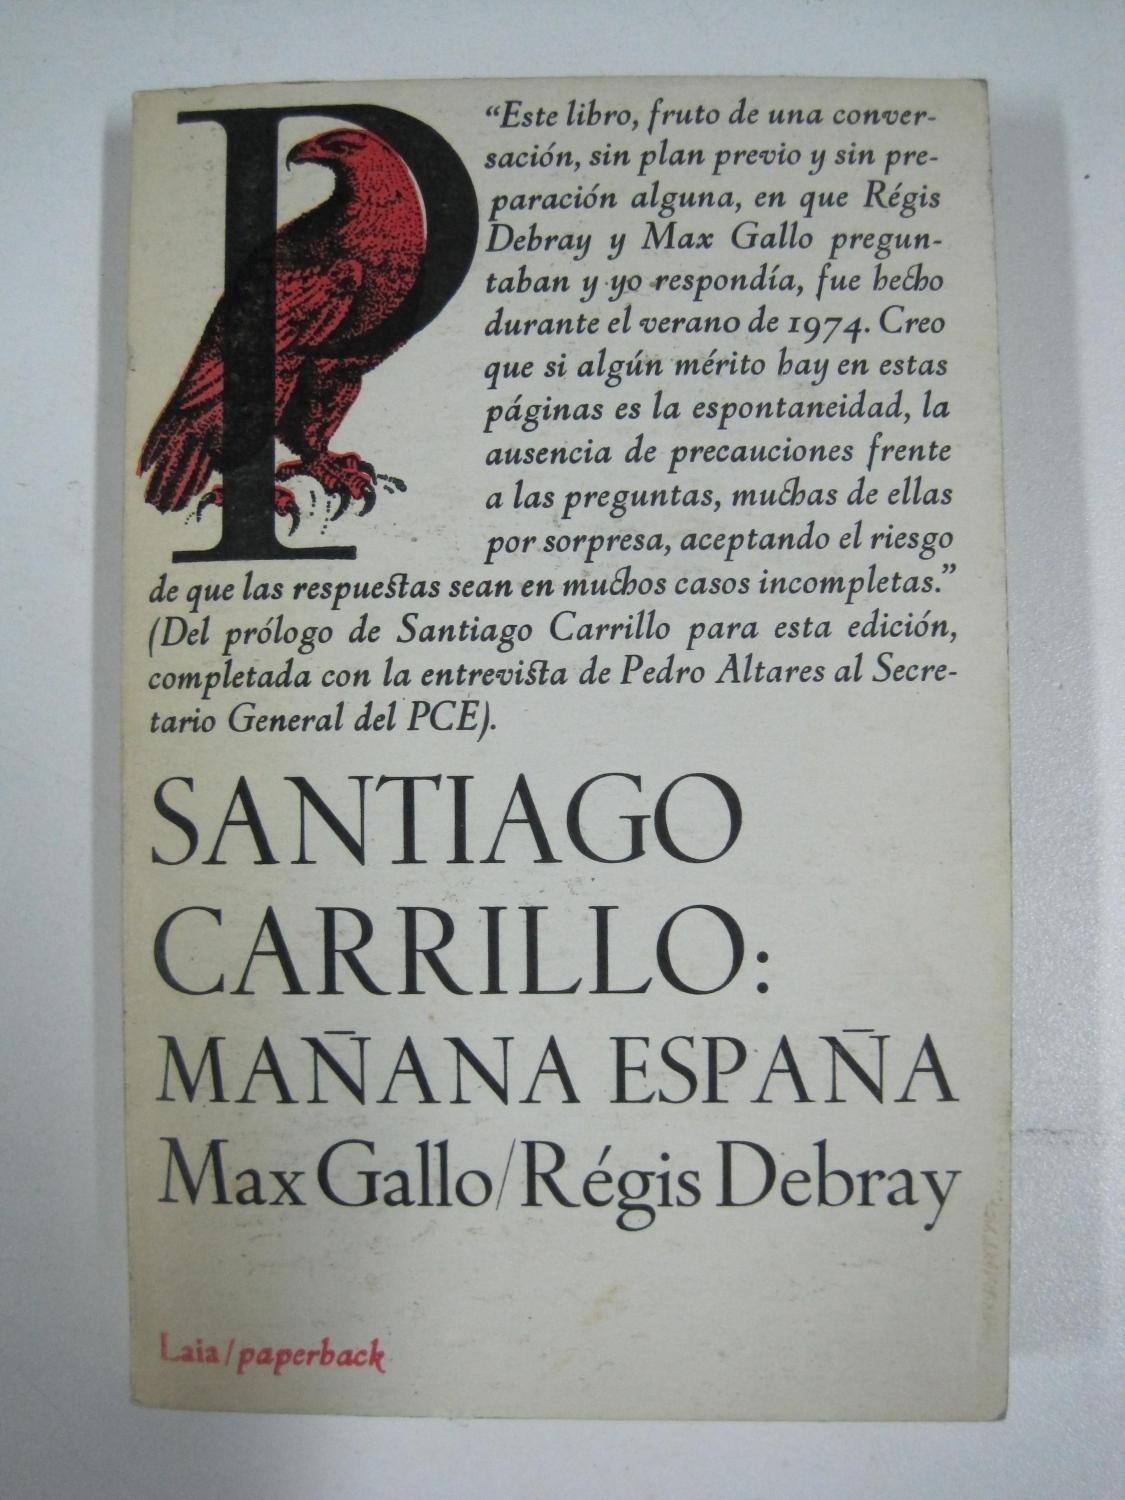 P
“Este libro, fruto de una conver-
sación, sin plan previo y sin pre-
paración alguna, en que Régis
Debray y Max Gallo pregun-
taban y yo respondía, fue hecho
durante el verano de 1974. Creo
que si algún mérito hay en estas
páginas es la espontaneidad, la
ausencia de precauciones frente
a las preguntas, muchas de ellas
por sorpresa, aceptando el riesgo
de que las respuestas sean en muchos casos incompletas.”
(Del prólogo de Santiago Carrillo para esta edición,
completada con la entrevista de Pedro Altares al Secre-
tario General del PCE).
SANTIAGO
CARRILLO:
MAÑANA ESPAÑA
Max Gallo/Régis Debray
Laia/paperback